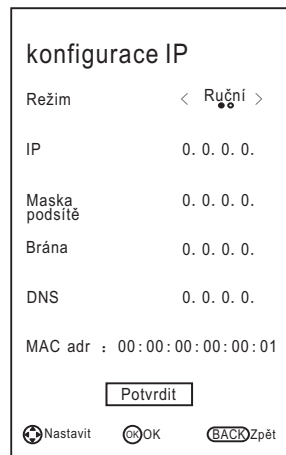 konfigurace IP
Režim < Ruční >
IP 0. 0. 0. 0.
Maska
podsítě 0. 0. 0. 0.
Brána 0. 0. 0. 0.
DNS 0. 0. 0. 0.
MAC adr : 00:00:00:00:00:01
Potvrdit
Nastavit OK OK BACK Zpět